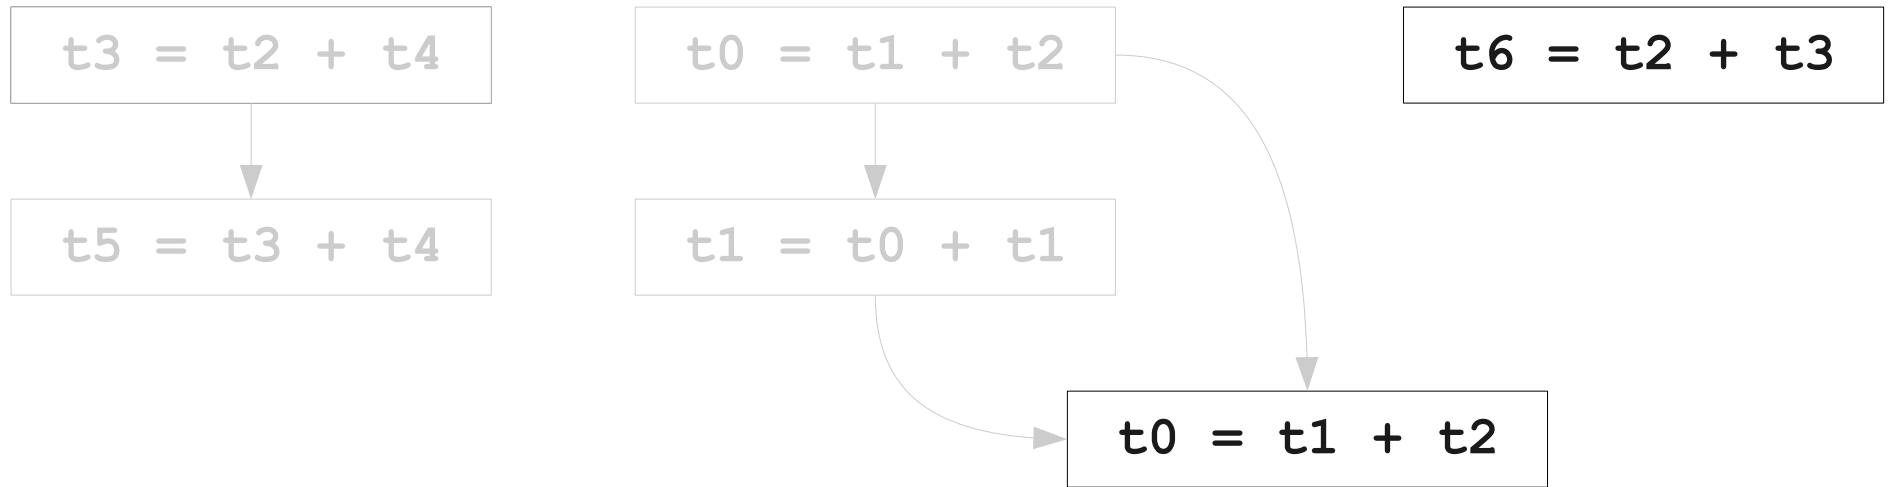 t3 = t2 + t4
t0 = t1 + t2
t6 = t2 + t3
t5 = t3 + t4
t1 = t0 + t1
t0 = t1 + t2